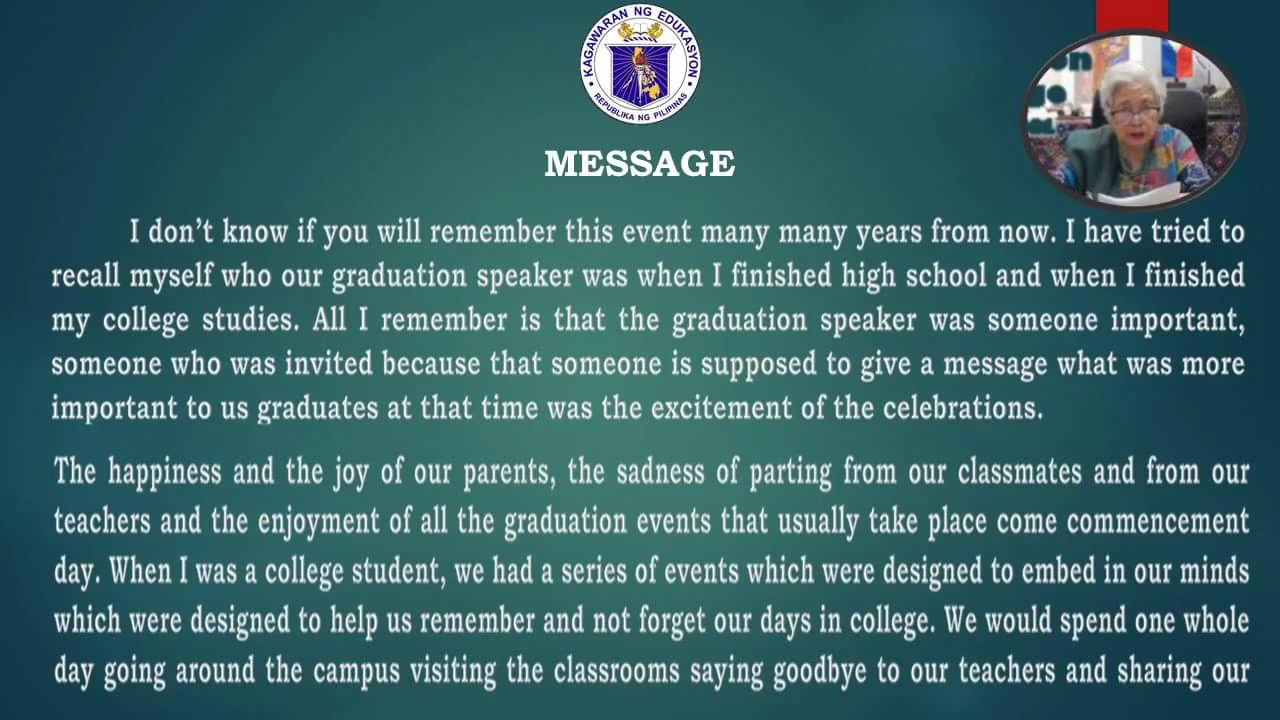 KAGAWARAN NG EDUKASYON
REPUBLIKA NG PILIPINAS
MESSAGE
I don't know if you will remember this event many many years from now. I have tried to
recall myself who our graduation speaker was when I finished high school and when I finished
my college studies. All I remember is that the graduation speaker was someone important,
someone who was invited because that someone is supposed to give a message what was more
important to us graduates at that time was the excitement of the celebrations.
The happiness and the joy of our parents, the sadness of parting from our classmates and from our
teachers and the enjoyment of all the graduation events that usually take place come commencement
day. When I was a college student, we had a series of events which were designed to embed in our minds
which were designed to help us remember and not forget our days in college. We would spend one whole
day going around the campus visiting the classrooms saying goodbye to our teachers and sharing our